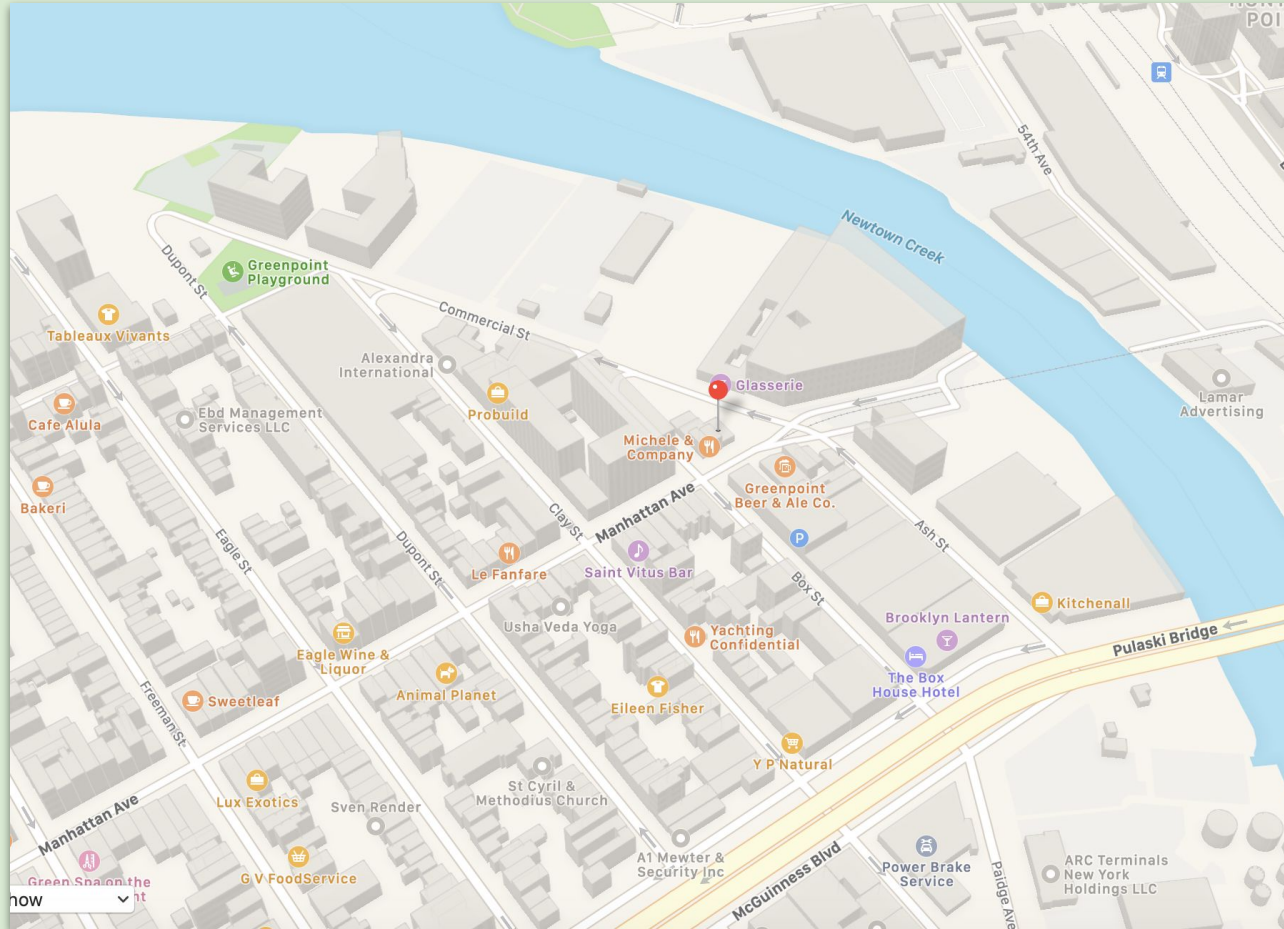 HUNT
POI
54th Ave
Newtown Creek
Dupont St
Greenpoint
Playground
Tableaux Vivants
Commercial St
Alexandra
International
Glasserie
Lamar
Advertising
Probuild
Ebd Management
Services LLC
Cafe Alula
Michele &
Company
Greenpoint
Beer & Ale Co.
Bakeri
Manhattan Ave
Clay St
Ash St
P
Eagle St
Dupont St
Le Fanfare
Saint Vitus Bar
Box St
Kitchenall
Brooklyn Lantern
Usha Veda Yoga
Yachting
Confidential
Pulaski Bridge
Eagle Wine &
Liquor
The Box
House Hotel
Animal Planet
Eileen Fisher
Sweetleaf
Freeman St
Y P Natural
Lux Exotics
St Cyril &
Methodius Church
Sven Render
Manhattan Ave
A1 Mewter &
Security Inc
Power Brake
Service
ARC Terminals
New York
Holdings LLC
G V FoodService
McGuinness Blvd
Paidge Ave
Green Spa on the
nt
now